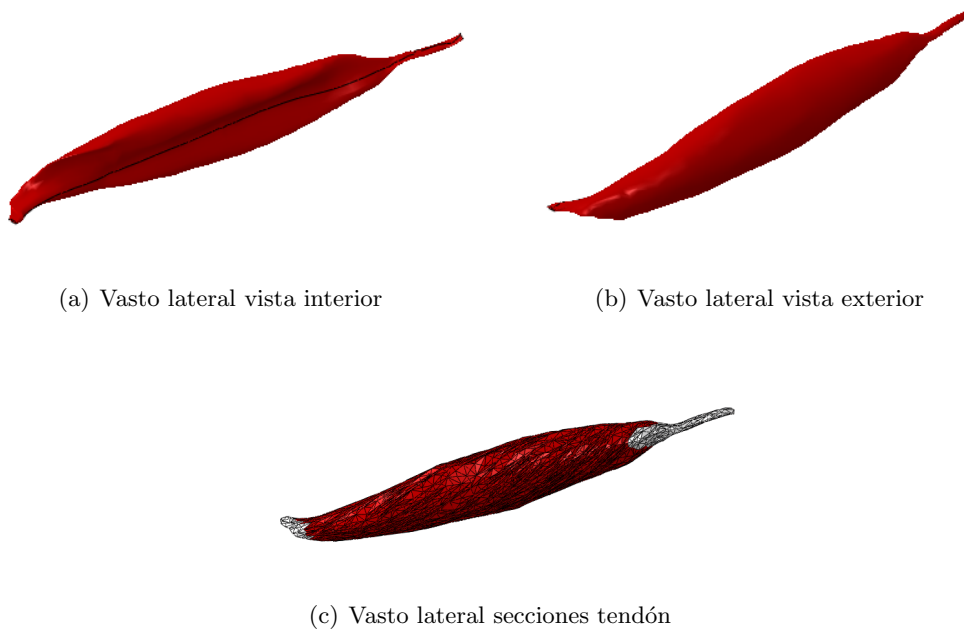 (a) Vasto lateral vista interior
(b) Vasto lateral vista exterior
(c) Vasto lateral secciones tendón